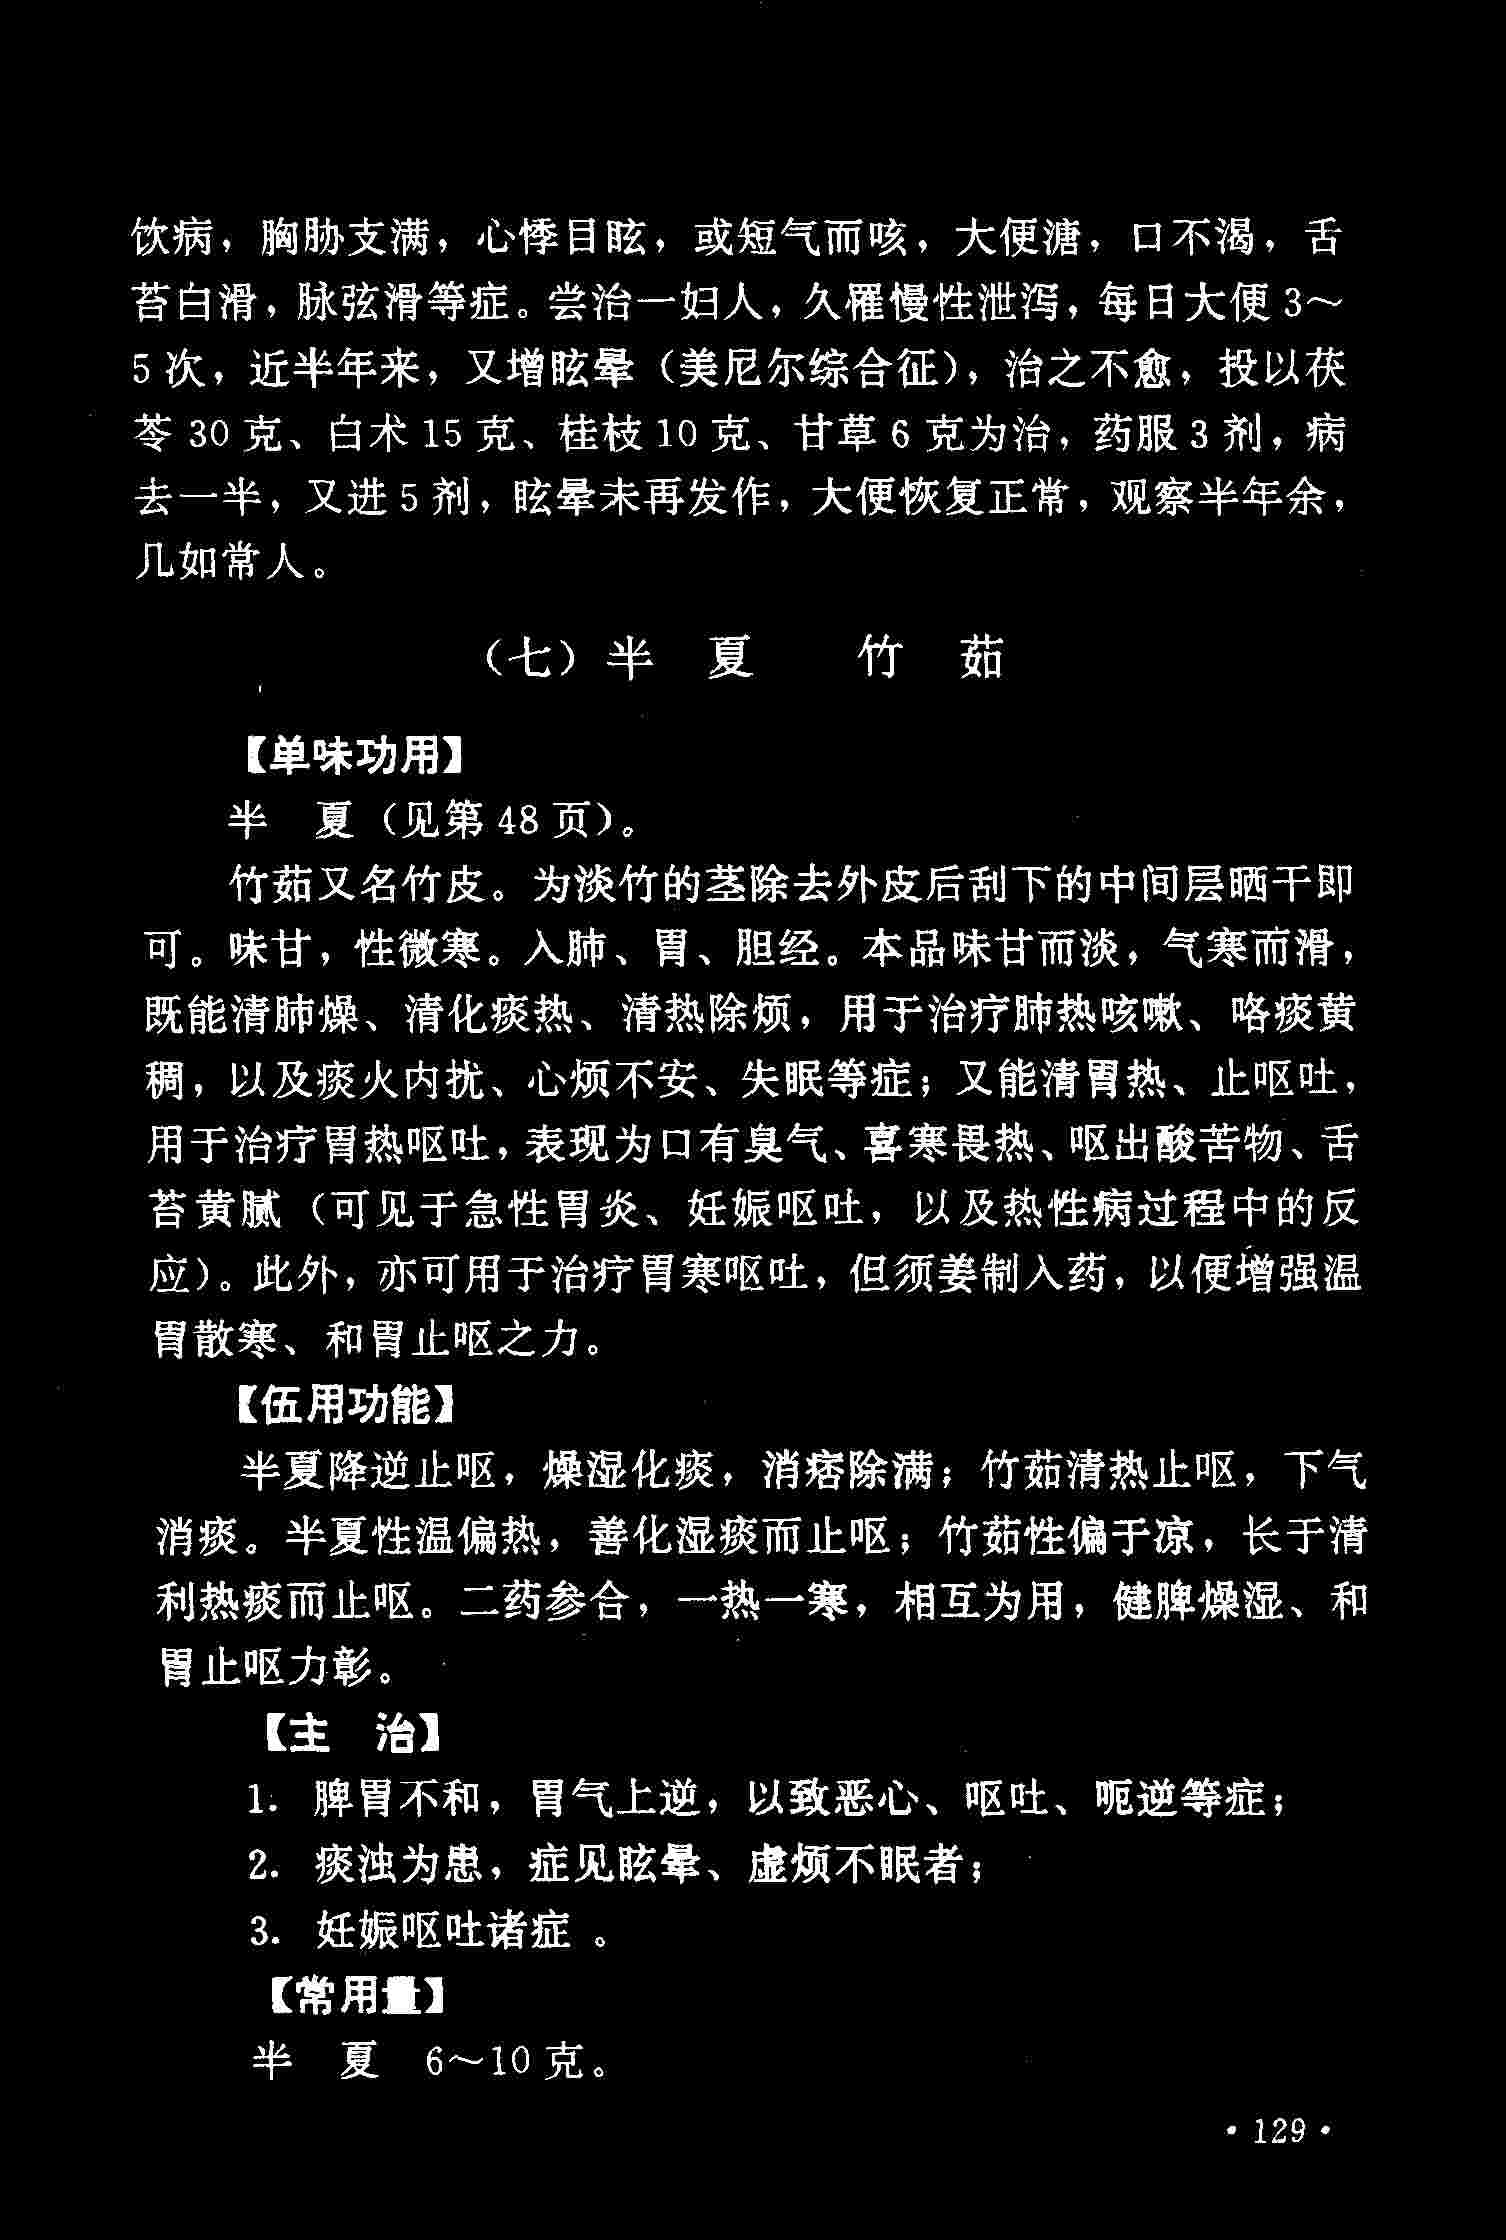 饮病，胸胁支满，心悸目眩，或短气而咳，大便溏，口不渴，舌
苔白滑，脉弦滑等症。尝治一妇人，久罹慢性泄泻，每日大便 3～
5 次，近半年来，又增眩晕（美尼尔综合征），治之不愈，投以茯
苓 30 克、白术 15 克、桂枝 10 克、甘草 6 克为治，药服 3 剂，病
去一半，又进 5 剂，眩晕未再发作，大便恢复正常，观察半年余，
几如常人。
（七）半　夏　　竹　茹
【单味功用】
半　夏（见第 48 页）。
竹茹又名竹皮。为淡竹的茎除去外皮后刮下的中间层晒干即
可。味甘，性微寒。入肺、胃、胆经。本品味甘而淡，气寒而滑，
既能清肺燥、清化痰热、清热除烦，用于治疗肺热咳嗽、咯痰黄
稠，以及痰火内扰、心烦不安、失眠等症；又能清胃热、止呕吐，
用于治疗胃热呕吐，表现为口有臭气、喜寒畏热、呕出酸苦物、舌
苔黄腻（可见于急性胃炎、妊娠呕吐，以及热性病过程中的反
应）。此外，亦可用于治疗胃寒呕吐，但须姜制入药，以便增强温
胃散寒、和胃止呕之力。
【伍用功能】
半夏降逆止呕，燥湿化痰，消痞除满；竹茹清热止呕，下气
消痰。半夏性温偏热，善化湿痰而止呕；竹茹性偏于凉，长于清
利热痰而止呕。二药参合，一热一寒，相互为用，健脾燥湿、和
胃止呕力彰。
【主　治】
1. 脾胃不和，胃气上逆，以致恶心、呕吐、呃逆等症；
2. 痰浊为患，症见眩晕、虚烦不眠者；
3. 妊娠呕吐诸症 。
【常用量】
半　夏　6～10 克。
· 129 ·